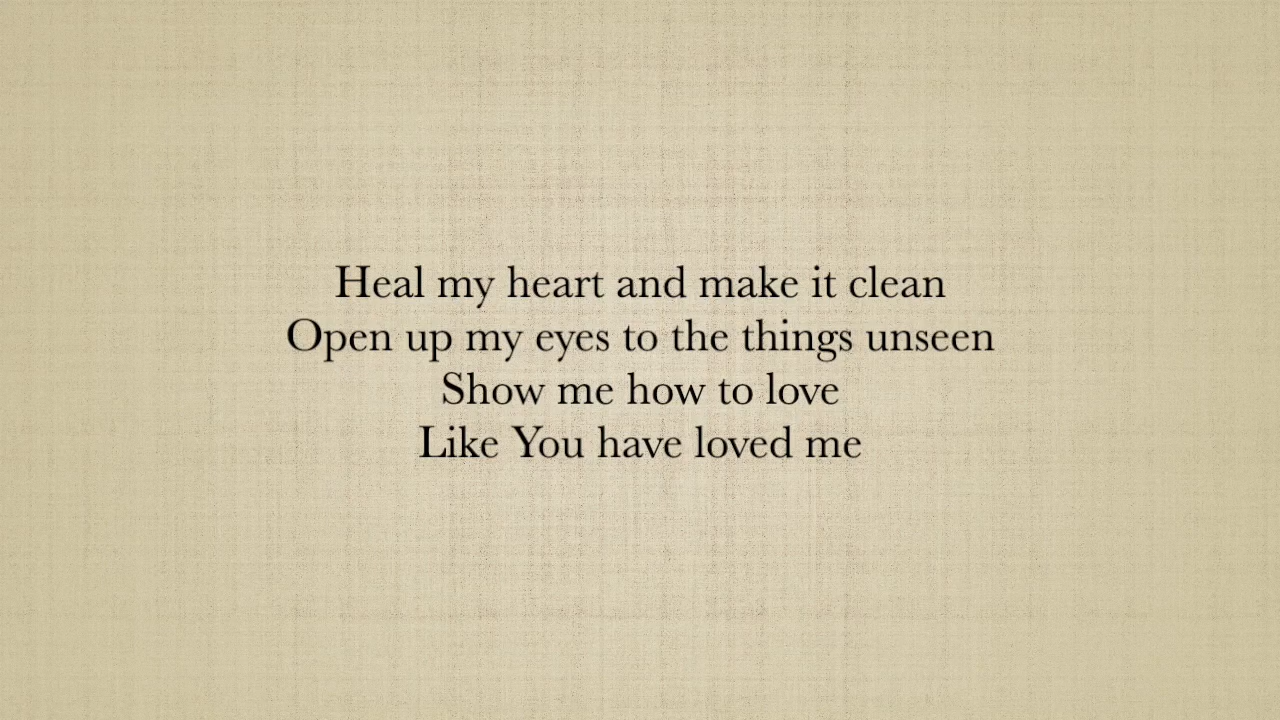 Heal my heart and make it clean
Open up my eyes to the things unseen
Show me how to love
Like You have loved me